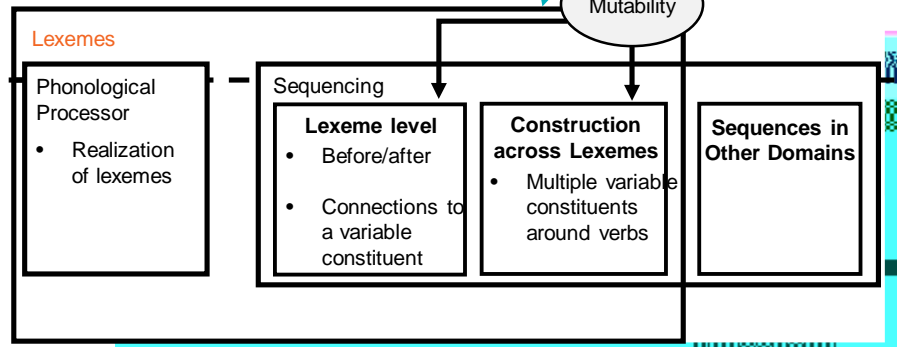 Mutability
Lexemes
Phonological
Processor
• Realization
of lexemes
Sequencing
Lexeme level
• Before/after
• Connections to
a variable
constituent
Construction
across Lexemes
• Multiple variable
constituents
around verbs
Sequences in
Other Domains